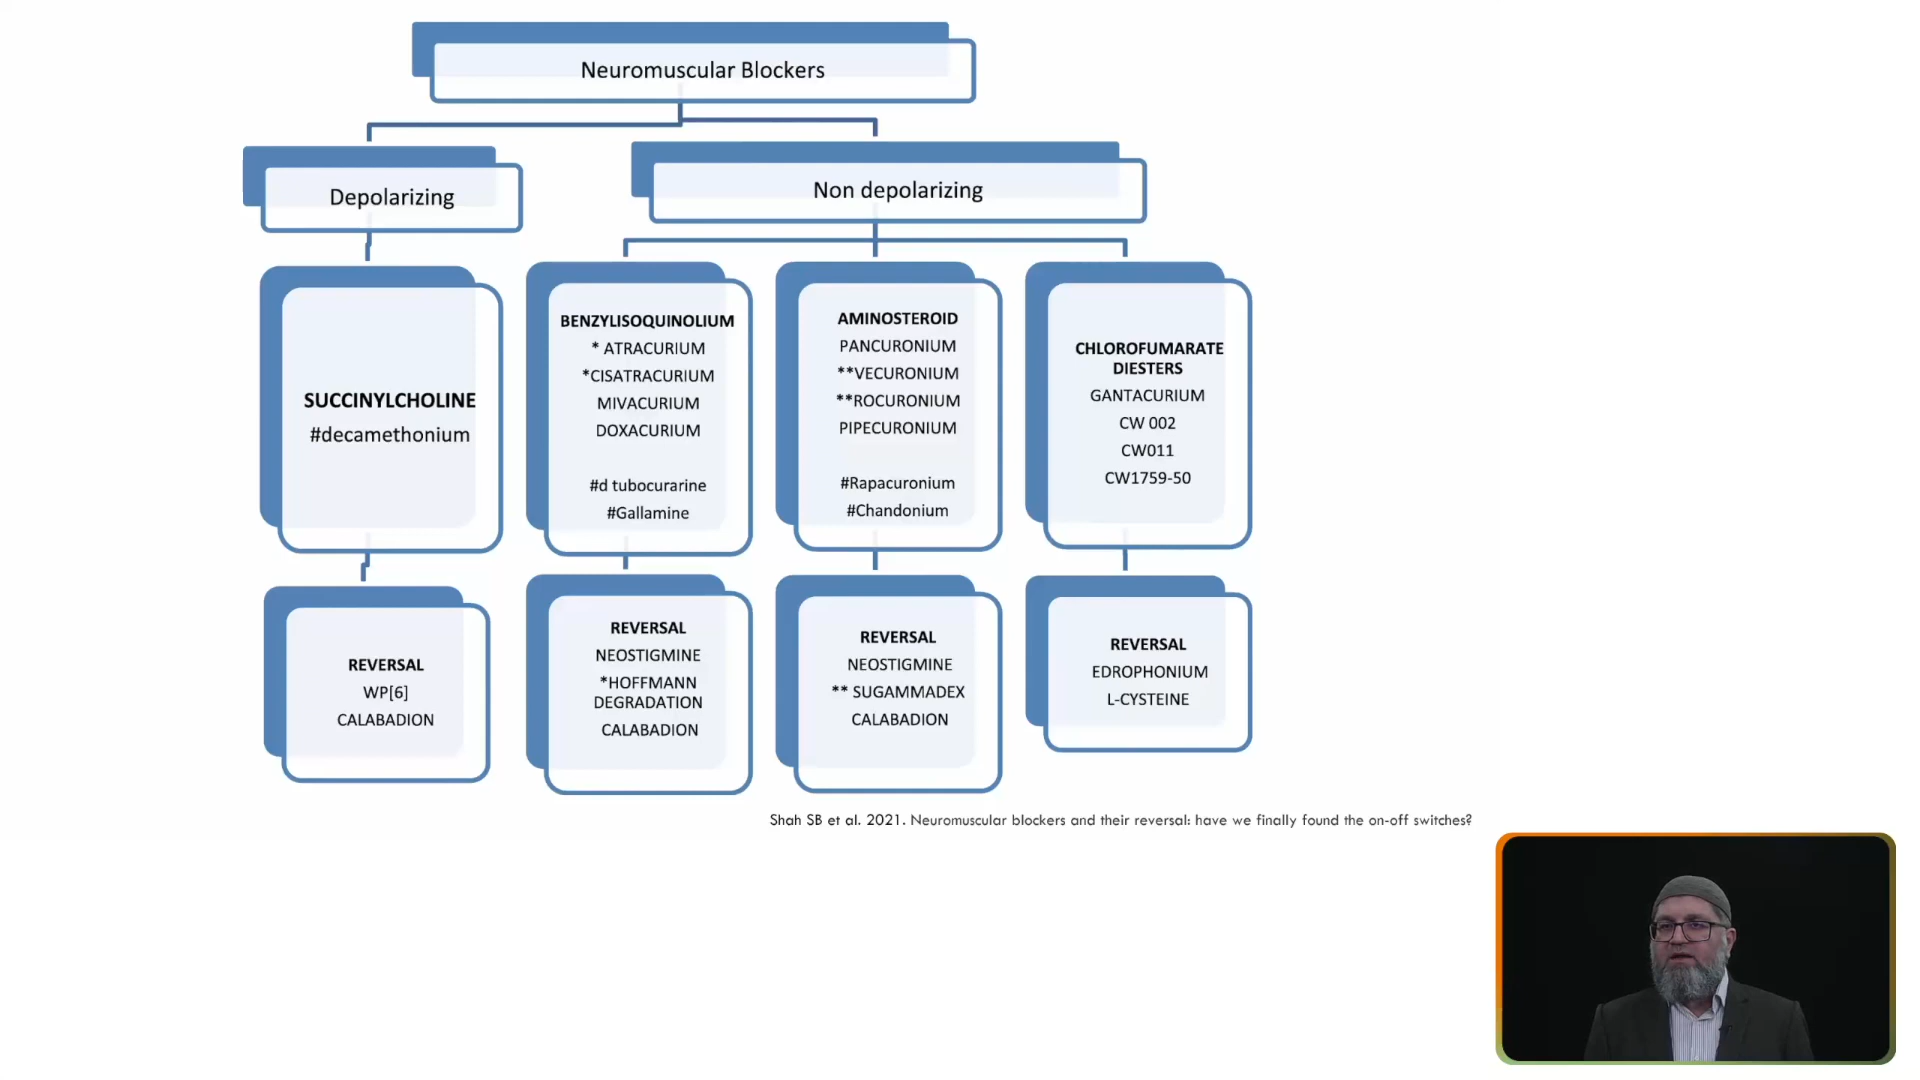 Neuromuscular Blockers
Depolarizing
Non depolarizing
SUCCINYLCHOLINE
#decamethonium
BENZYLISOQUINOLIUM
* ATRACURIUM
*CISATRACURIUM
MIVACURIUM
DOXACURIUM
#d tubocurarine
#Gallamine
AMINOSTEROID
PANCURONIUM
**VECURONIUM
**ROCURONIUM
PIPECURONIUM
#Rapacuronium
#Chandonium
CHLOROFUMARATE
DIESTERS
GANTACURIUM
CW 002
CW011
CW1759-50
REVERSAL
WP[6]
CALABADION
REVERSAL
NEOSTIGMINE
*HOFFMANN
DEGRADATION
CALABADION
REVERSAL
NEOSTIGMINE
** SUGAMMADEX
CALABADION
REVERSAL
EDROPHONIUM
L-CYSTEINE
Shah SB et al. 2021. Neuromuscular blockers and their reversal: have we finally found the on-off switches?